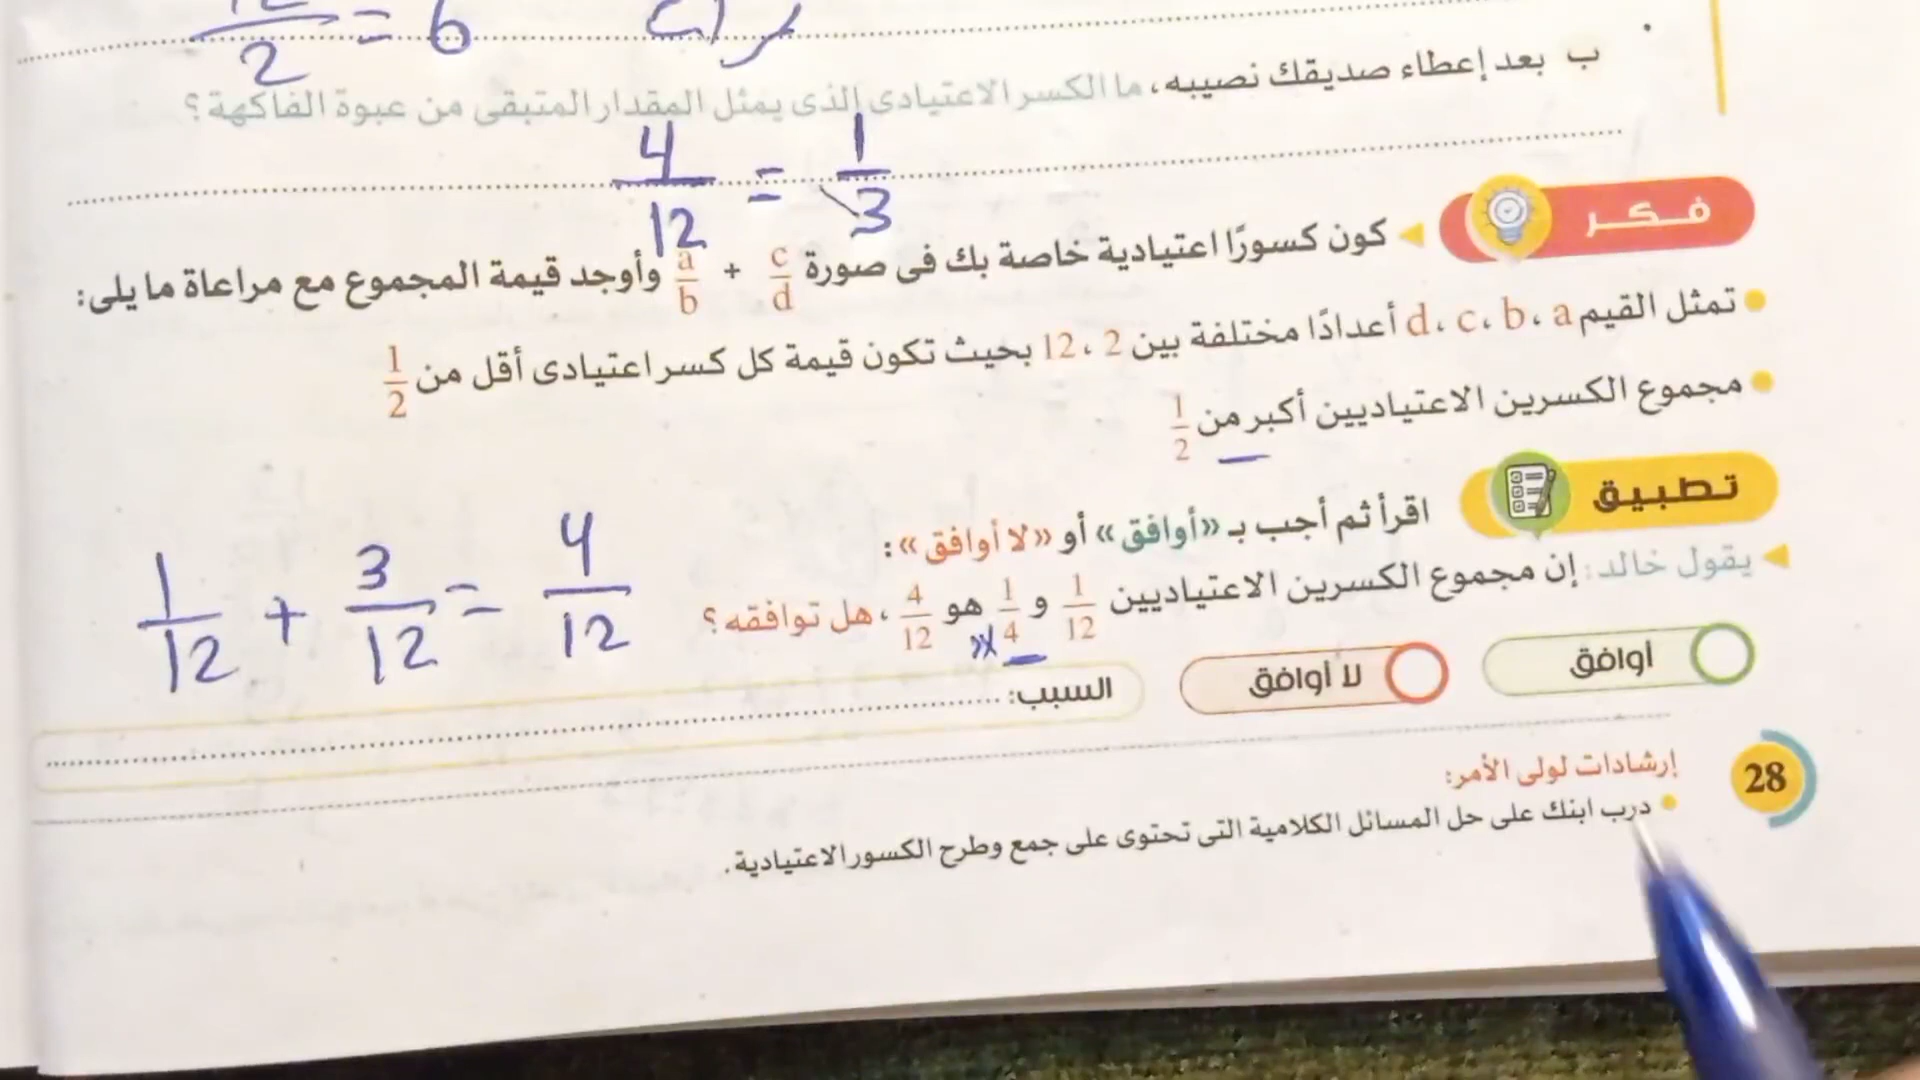 2 = 6
ب بعد إعطاء صديقك نصيبه، ما الكسر الاعتيادى الذى يمثل المقدار المتبقى من عبوة الفاكهة؟
4/12 = 1/3
فكر
كون كسورًا اعتيادية خاصة بك فى صورة c/d + a/b وأوجد قيمة المجموع مع مراعاة ما يلى:
تمثل القيم d، c، b، a أعدادًا مختلفة بين 2، 12 بحيث تكون قيمة كل كسر اعتيادى أقل من 1/2
مجموع الكسرين الاعتياديين أكبر من 1/2
تطبيق
اقرأ ثم أجب بـ «أوافق» أو «لا أوافق»:
يقول خالد: إن مجموع الكسرين الاعتياديين 1/12 و 1/4 هو 4/12، هل توافقه؟
1/12 + 3/12 = 4/12
أوافق
لا أوافق
السبب:
28
إرشادات لولى الأمر:
درب ابنك على حل المسائل الكلامية التى تحتوى على جمع وطرح الكسور الاعتيادية.